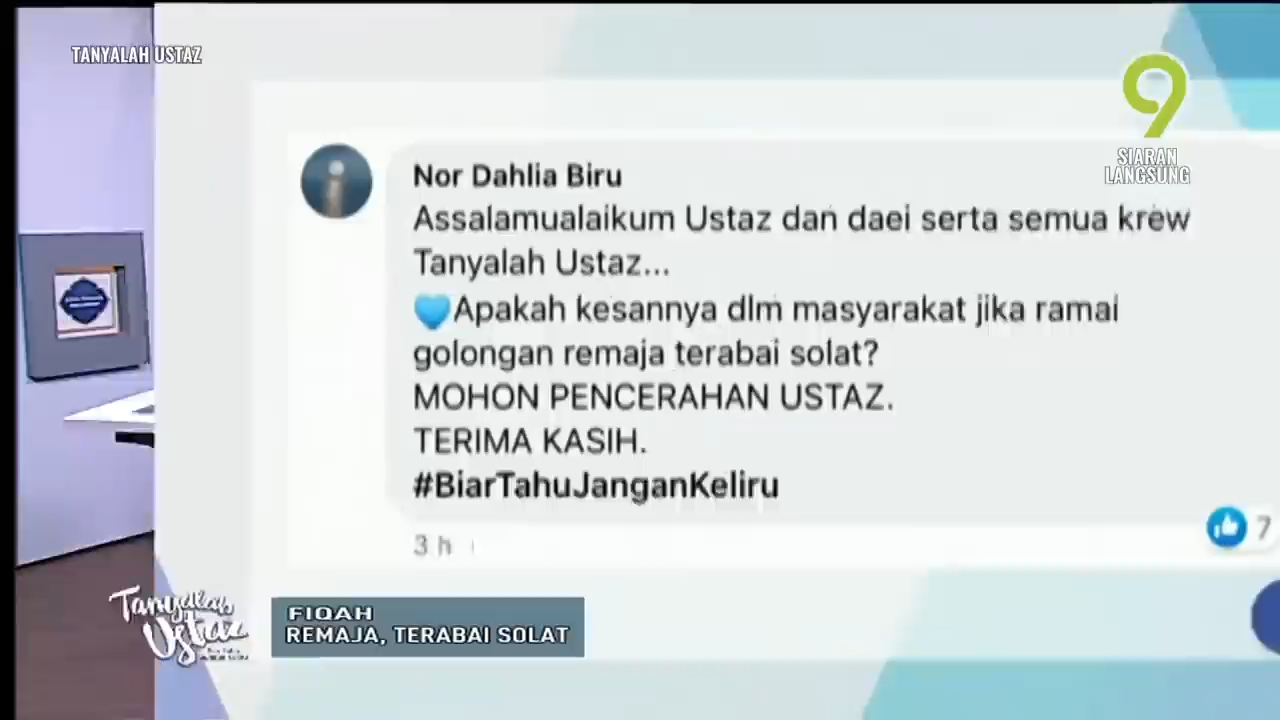 TANYALAH USTAZ
9
SIARAN
LANGSUNG
Nor Dahlia Biru
Assalamualaikum Ustaz dan daei serta semua krew
Tanyalah Ustaz...
💙Apakah kesannya dlm masyarakat jika ramai
golongan remaja terabai solat?
MOHON PENCERAHAN USTAZ.
TERIMA KASIH.
#BiarTahuJanganKeliru
3 h
7
Tanyalah
Ustaz
FIQAH
REMAJA, TERABAI SOLAT